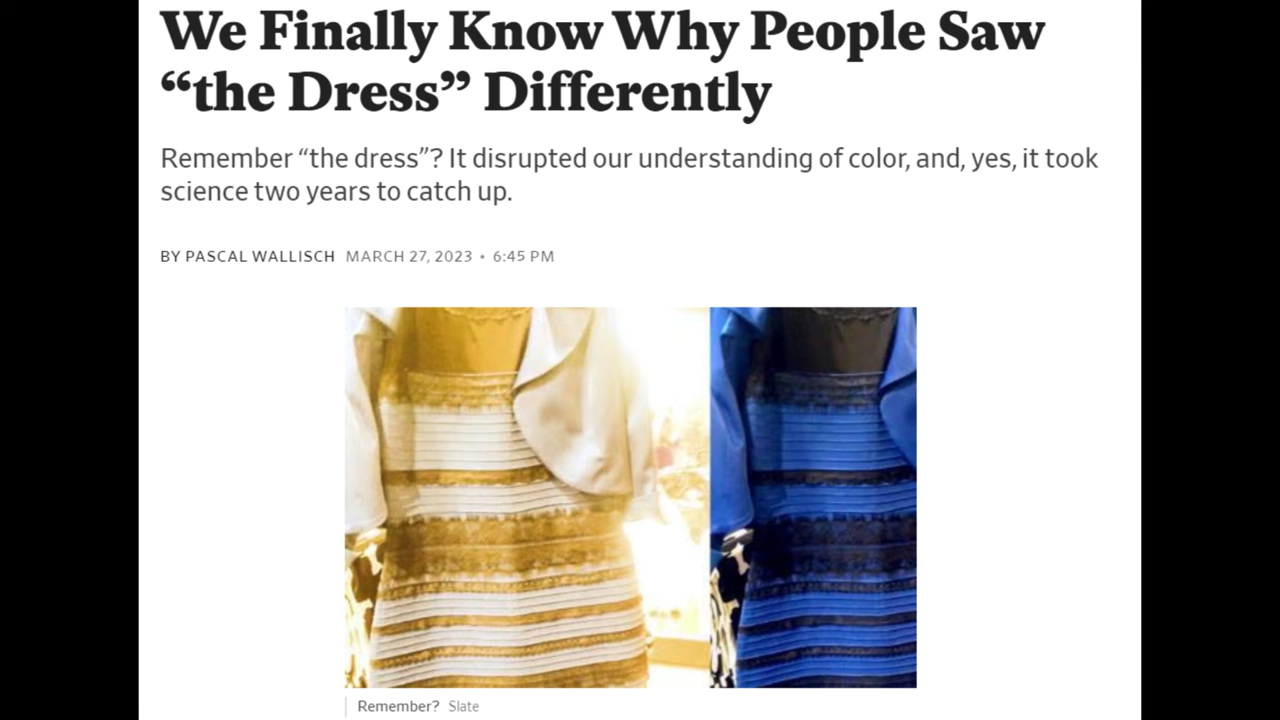 We Finally Know Why People Saw
“the Dress” Differently
Remember “the dress”? It disrupted our understanding of color, and, yes, it took
science two years to catch up.
BY PASCAL WALLISCH MARCH 27, 2023 • 6:45 PM
Remember? Slate